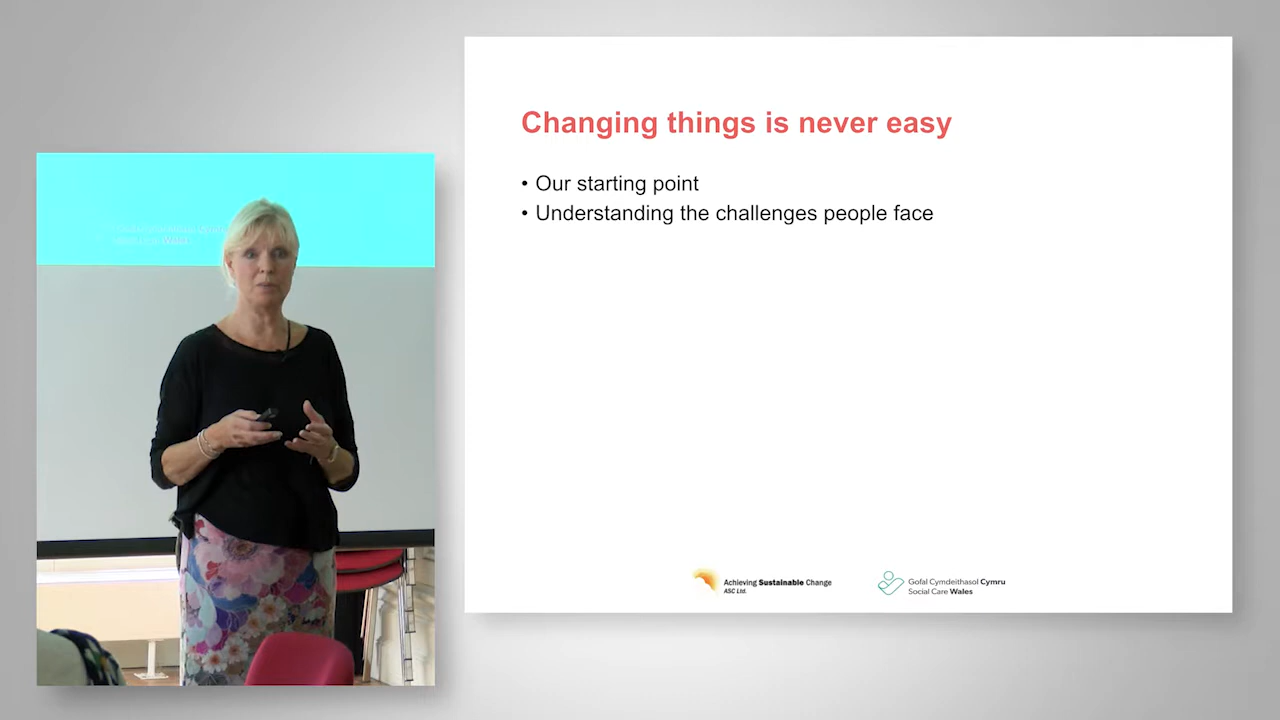 Changing things is never easy
• Our starting point
• Understanding the challenges people face
Achieving Sustainable Change
ASC Ltd.
Gofal Cymdeithasol Cymru
Social Care Wales
Wales